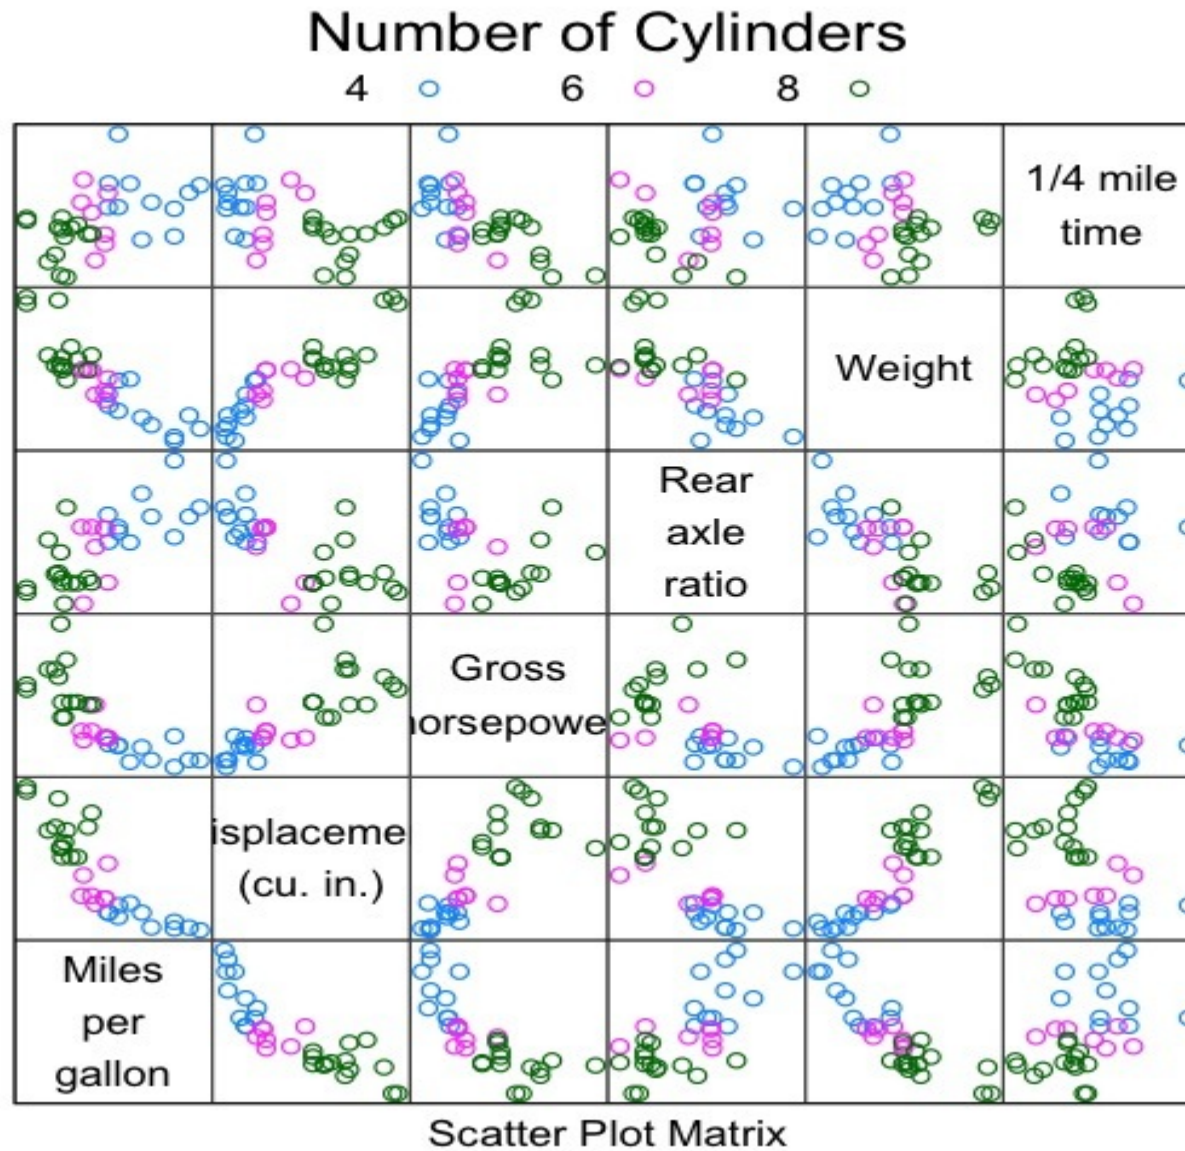 Number of Cylinders
4 6 8
1/4 mile
time
Weight
Rear
axle
ratio
Gross
orsepowe
isplaceme
(cu. in.)
Miles
per
gallon
Scatter Plot Matrix